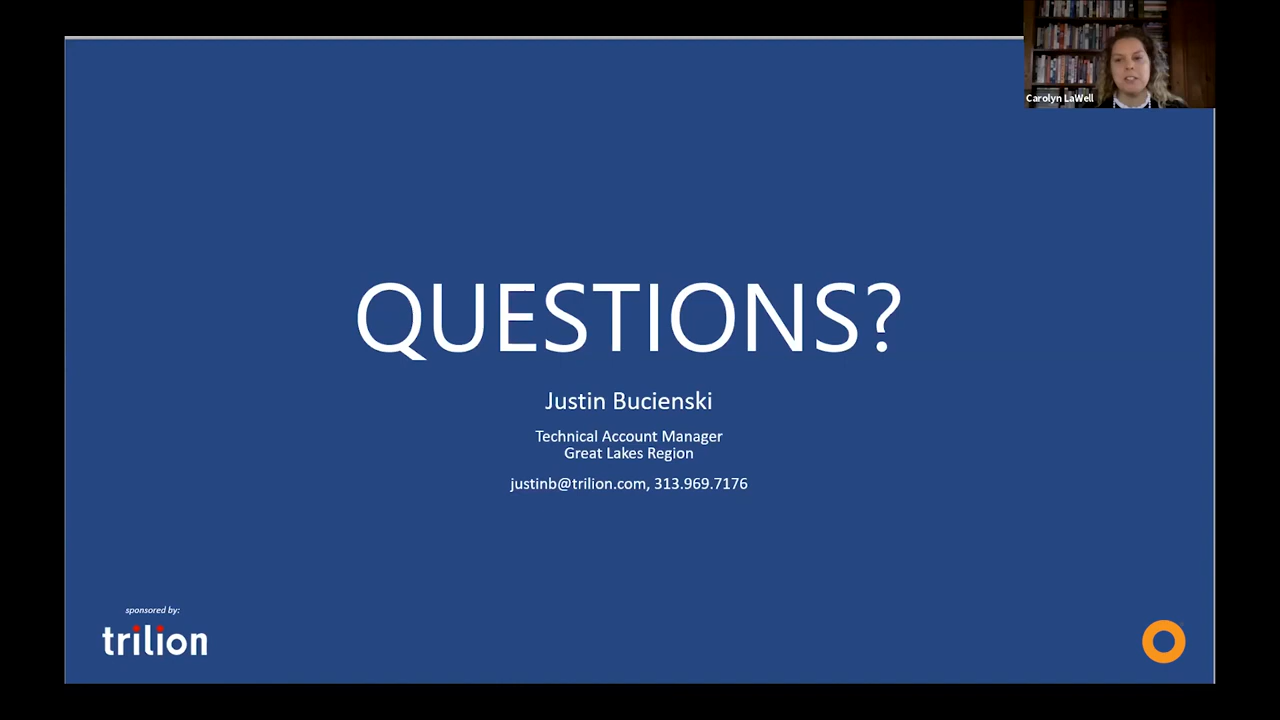 Carolyn LaWell
QUESTIONS?
Justin Bucienski
Technical Account Manager
Great Lakes Region
justinb@trilion.com, 313.969.7176
sponsored by:
trilion